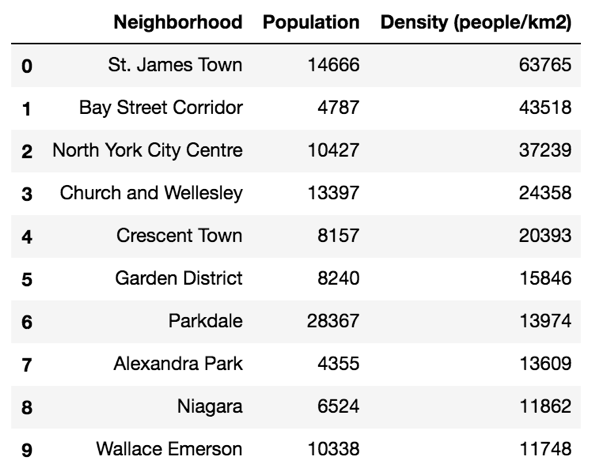 Neighborhood Population Density (people/km2)
0 St. James Town 14666 63765
1 Bay Street Corridor 4787 43518
2 North York City Centre 10427 37239
3 Church and Wellesley 13397 24358
4 Crescent Town 8157 20393
5 Garden District 8240 15846
6 Parkdale 28367 13974
7 Alexandra Park 4355 13609
8 Niagara 6524 11862
9 Wallace Emerson 10338 11748